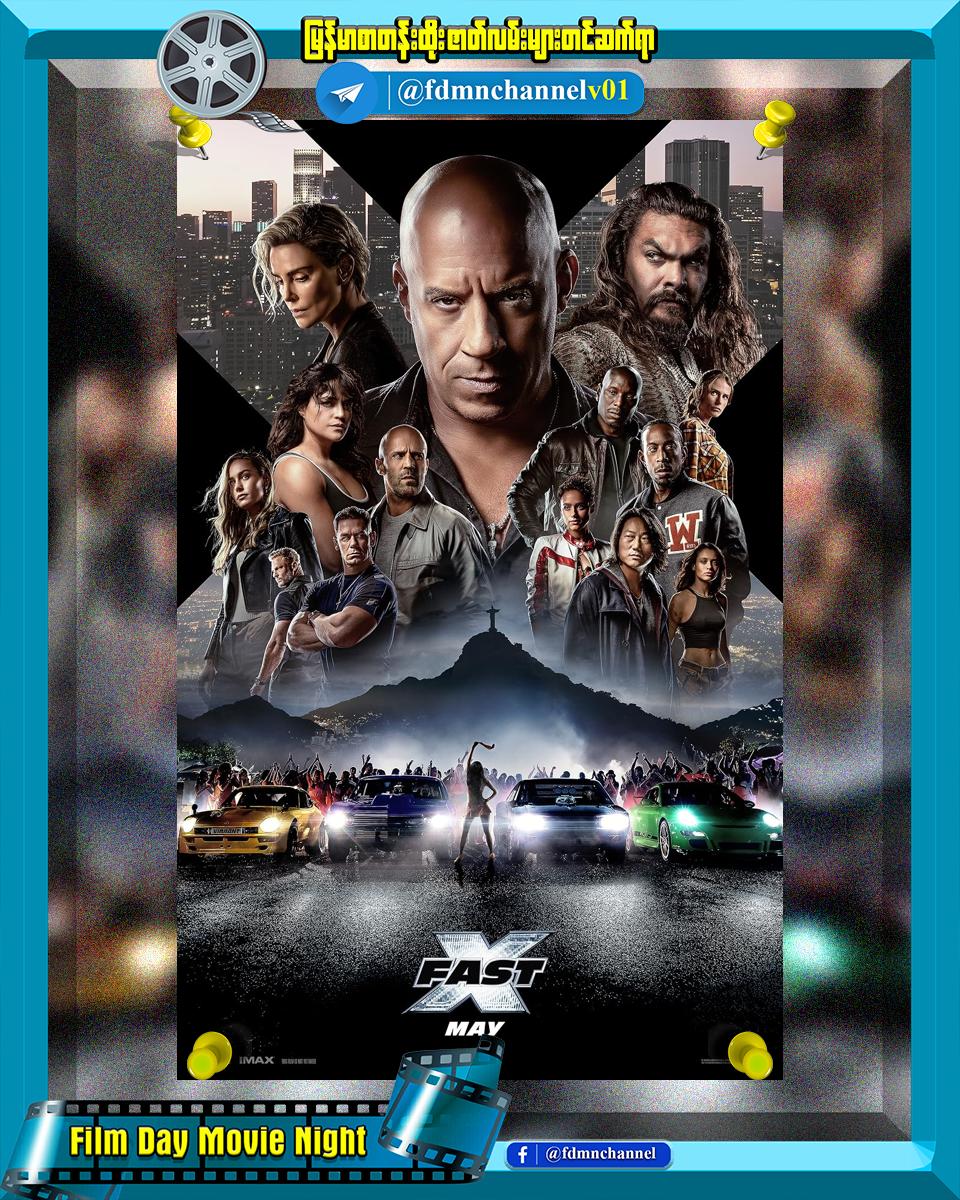 မြန်မာစာတန်းထိုးဇာတ်လမ်းများတင်ဆက်ရာ
@fdmnchannelv01
W
VIBRANT
FAST X
MAY
IMAX
Film Day Movie Night
@fdmnchannel